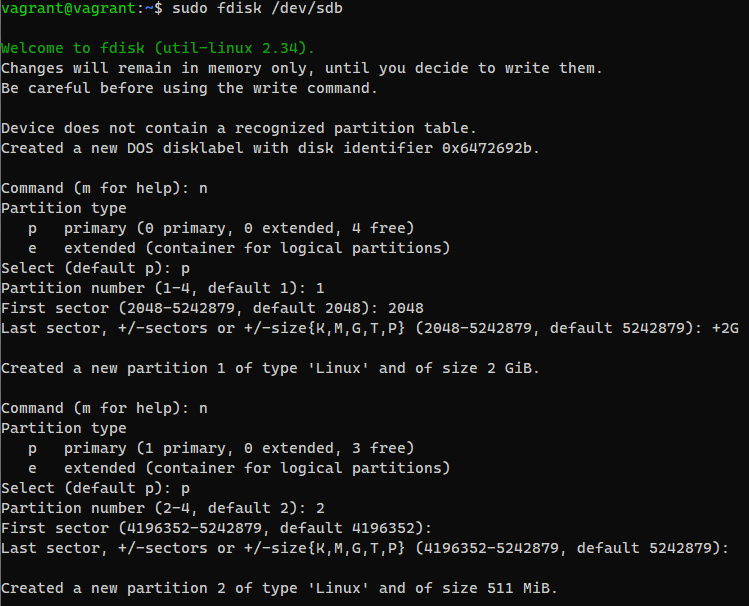 vagrant@vagrant:~$ sudo fdisk /dev/sdb
Welcome to fdisk (util-linux 2.34).
Changes will remain in memory only, until you decide to write them.
Be careful before using the write command.
Device does not contain a recognized partition table.
Created a new DOS disklabel with disk identifier 0x6472692b.
Command (m for help): n
Partition type
   p   primary (0 primary, 0 extended, 4 free)
   e   extended (container for logical partitions)
Select (default p): p
Partition number (1-4, default 1): 1
First sector (2048-5242879, default 2048): 2048
Last sector, +/-sectors or +/-size{K,M,G,T,P} (2048-5242879, default 5242879): +2G
Created a new partition 1 of type 'Linux' and of size 2 GiB.
Command (m for help): n
Partition type
   p   primary (1 primary, 0 extended, 3 free)
   e   extended (container for logical partitions)
Select (default p): p
Partition number (2-4, default 2): 2
First sector (4196352-5242879, default 4196352):
Last sector, +/-sectors or +/-size{K,M,G,T,P} (4196352-5242879, default 5242879):
Created a new partition 2 of type 'Linux' and of size 511 MiB.